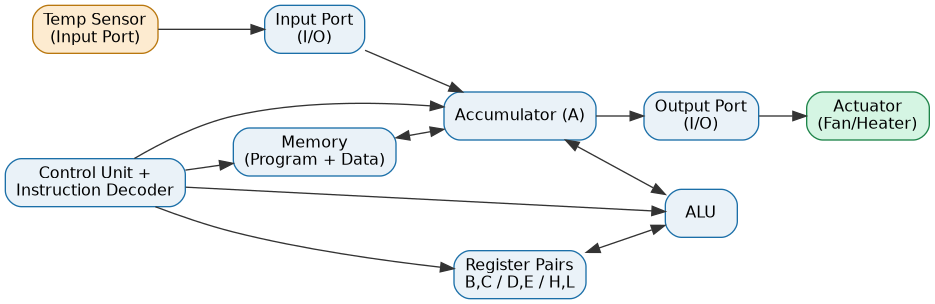 Temp Sensor
(Input Port)
Input Port
(I/O)
Accumulator (A)
Output Port
(I/O)
Actuator
(Fan/Heater)
Memory
(Program + Data)
Control Unit +
Instruction Decoder
ALU
Register Pairs
B,C / D,E / H,L